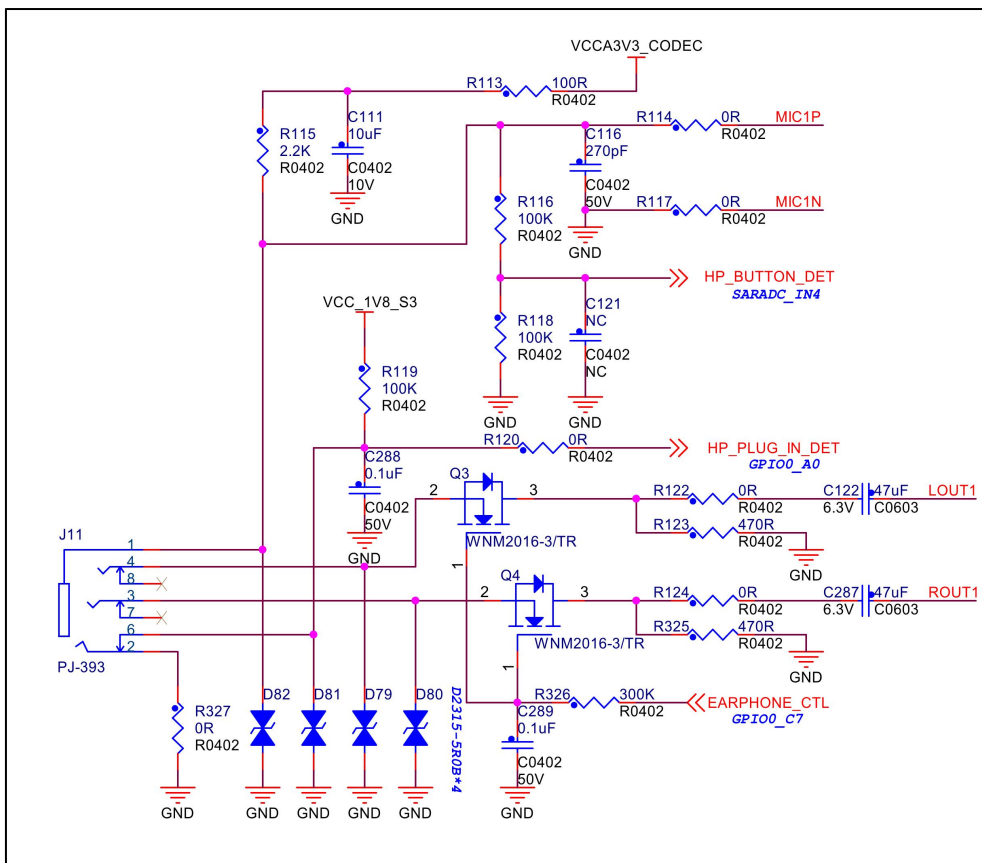 VCCA3V3_CODEC
R113
100R
R0402
R115
2.2K
R0402
C111
10uF
C0402
10V
GND
R114
0R
R0402
MIC1P
C116
270pF
C0402
50V
R116
100K
R0402
R117
0R
R0402
MIC1N
GND
HP_BUTTON_DET
SARADC_IN4
VCC_1V8_S3
R118
100K
R0402
C121
NC
C0402
NC
R119
100K
R0402
GND
GND
R120
0R
R0402
HP_PLUG_IN_DET
GPIO0_A0
C288
0.1uF
C0402
50V
GND
Q3
2
3
WNM2016-3/TR
1
R122
0R
R0402
C122
6.3V
47uF
C0603
LOUT1
R123
470R
R0402
GND
J11
1
4
8
3
7
6
2
PJ-393
Q4
2
3
WNM2016-3/TR
1
R124
0R
R0402
C287
6.3V
47uF
C0603
ROUT1
R325
470R
R0402
GND
R327
0R
R0402
D82
D81
D79
D80
D2315-5R0B*4
R326
300K
R0402
EARPHONE_CTL
GPIO0_C7
C289
0.1uF
C0402
50V
GND
GND
GND
GND
GND
GND